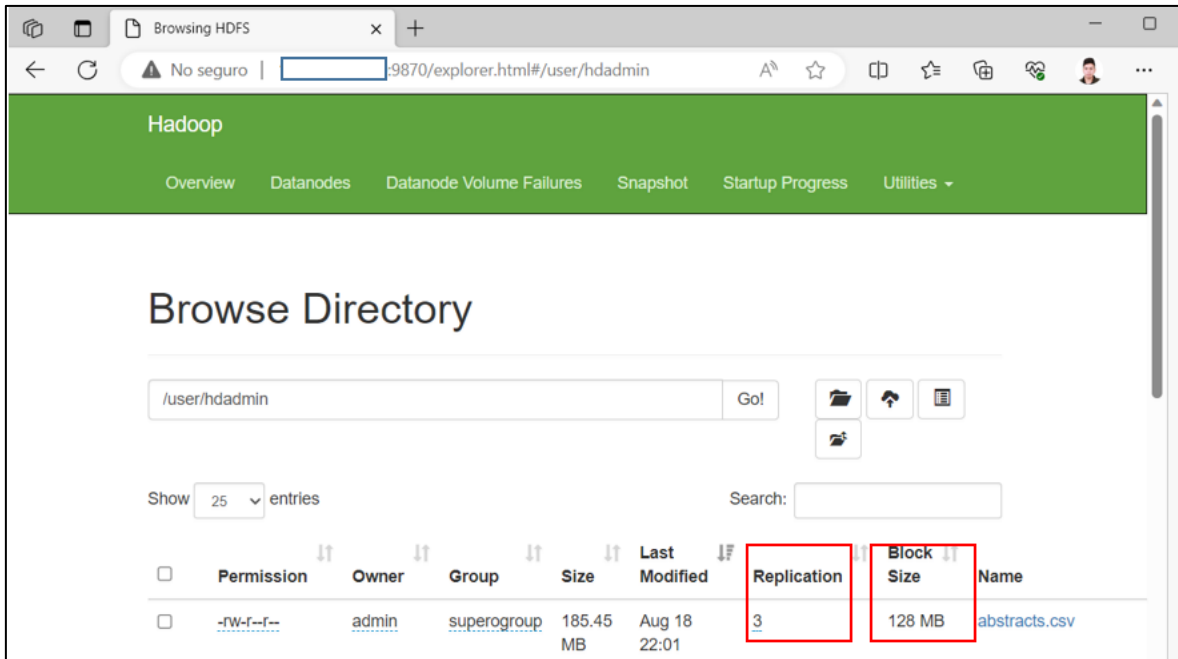 Browsing HDFS
No seguro | :9870/explorer.html#/user/hdadmin
Hadoop
Overview Datanodes Datanode Volume Failures Snapshot Startup Progress Utilities
Browse Directory
/user/hdadmin Go!
Show 25 entries Search:
Permission Owner Group Size Last Modified Replication Block Size Name
-rw-r--r-- admin superogroup 185.45 MB Aug 18 22:01 3 128 MB abstracts.csv